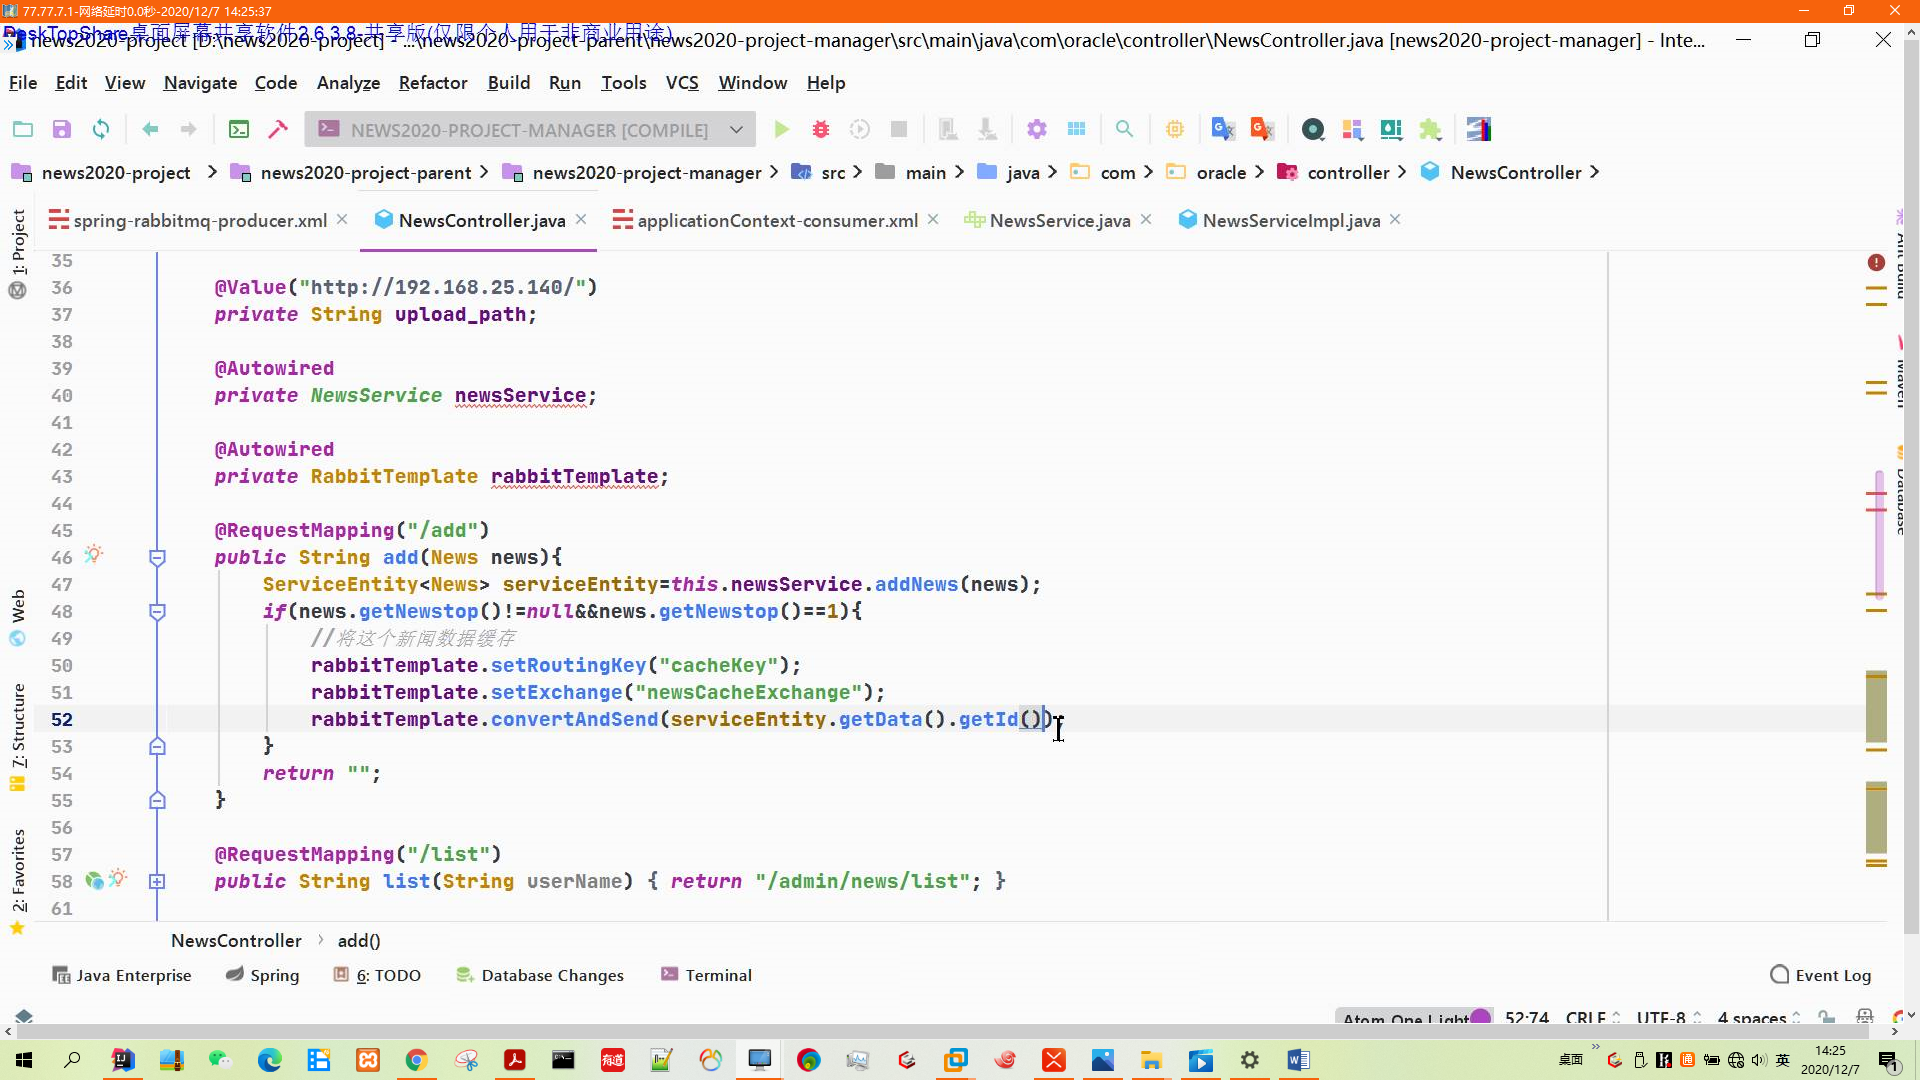 77.77.7.1-网络延时0.0秒-2020/12/7 14:25:37
DeskTopShare桌面屏幕共享软件2.6.3.8-共享版(仅限个人用于非商业用途)
news2020-project [D:\news2020-project] - ...\news2020-project-parent\news2020-project-manager\src\main\java\com\oracle\controller\NewsController.java [news2020-project-manager] - Inte...
File Edit View Navigate Code Analyze Refactor Build Run Tools VCS Window Help
NEWS2020-PROJECT-MANAGER [COMPILE]
news2020-project news2020-project-parent news2020-project-manager src main java com oracle controller NewsController
spring-rabbitmq-producer.xml NewsController.java applicationContext-consumer.xml NewsService.java NewsServiceImpl.java
1: Project
Web
7: Structure
2: Favorites
Ant Build
Maven
Database
35
36 @Value("http://192.168.25.140/")
37 private String upload_path;
38
39 @Autowired
40 private NewsService newsService;
41
42 @Autowired
43 private RabbitTemplate rabbitTemplate;
44
45 @RequestMapping("/add")
46 public String add(News news){
47 ServiceEntity<News> serviceEntity=this.newsService.addNews(news);
48 if(news.getNewstop()!=null&&news.getNewstop()==1){
49 //将这个新闻数据缓存
50 rabbitTemplate.setRoutingKey("cacheKey");
51 rabbitTemplate.setExchange("newsCacheExchange");
52 rabbitTemplate.convertAndSend(serviceEntity.getData().getId())
53 }
54 return "";
55 }
56
57 @RequestMapping("/list")
58 public String list(String userName) { return "/admin/news/list"; }
61
NewsController add()
Java Enterprise Spring 6: TODO Database Changes Terminal Event Log
Atom One Light 52:74 CRLF UTF-8 4 spaces
桌面 英 14:25
2020/12/7